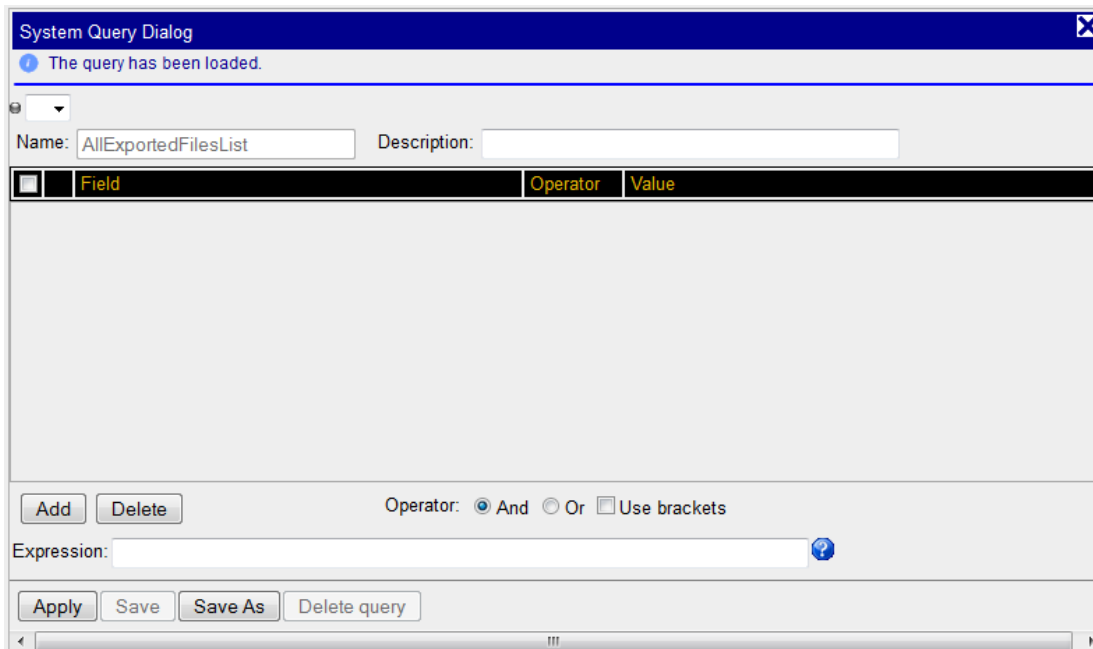 System Query Dialog
The query has been loaded.
Name: AllExportedFilesList Description:
Field Operator Value
Add Delete Operator: And Or Use brackets
Expression:
Apply Save Save As Delete query